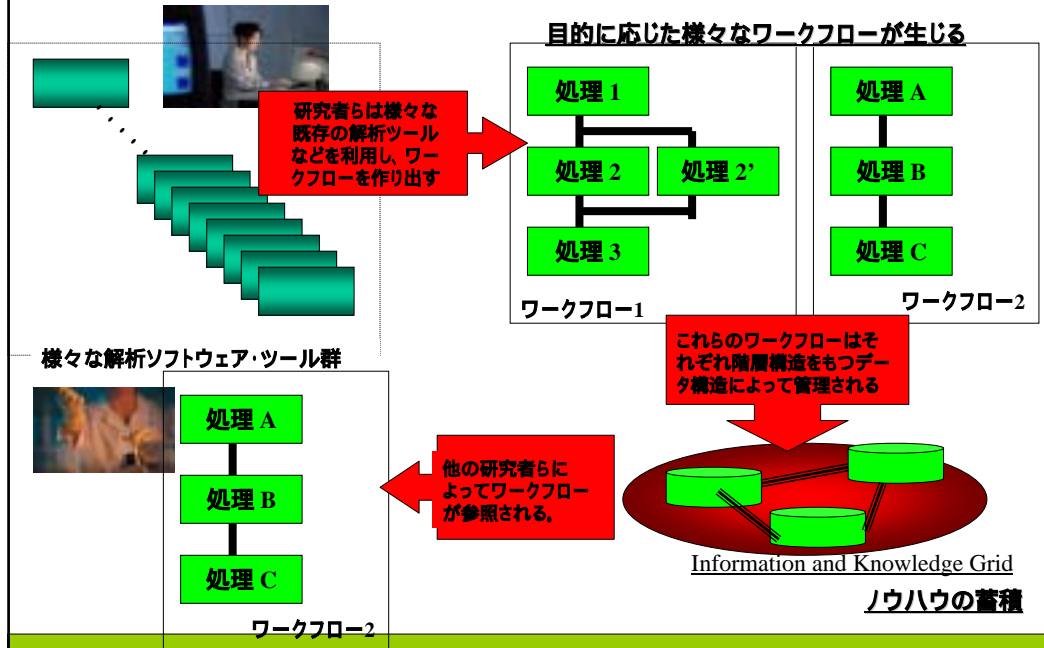 目的に応じた様々なワークフローが生じる
研究者らは様々な
既存の解析ツール
などを利用し、ワー
クフローを作り出す
処理 1
処理 2
処理 2’
処理 3
ワークフロー1
処理 A
処理 B
処理 C
ワークフロー2
様々な解析ソフトウェア・ツール群
これらのワークフローはそ
れぞれ階層構造をもつデー
タ構造によって管理される
Information and Knowledge Grid
ノウハウの蓄積
他の研究者らに
よってワークフロー
が参照される。
処理 A
処理 B
処理 C
ワークフロー2